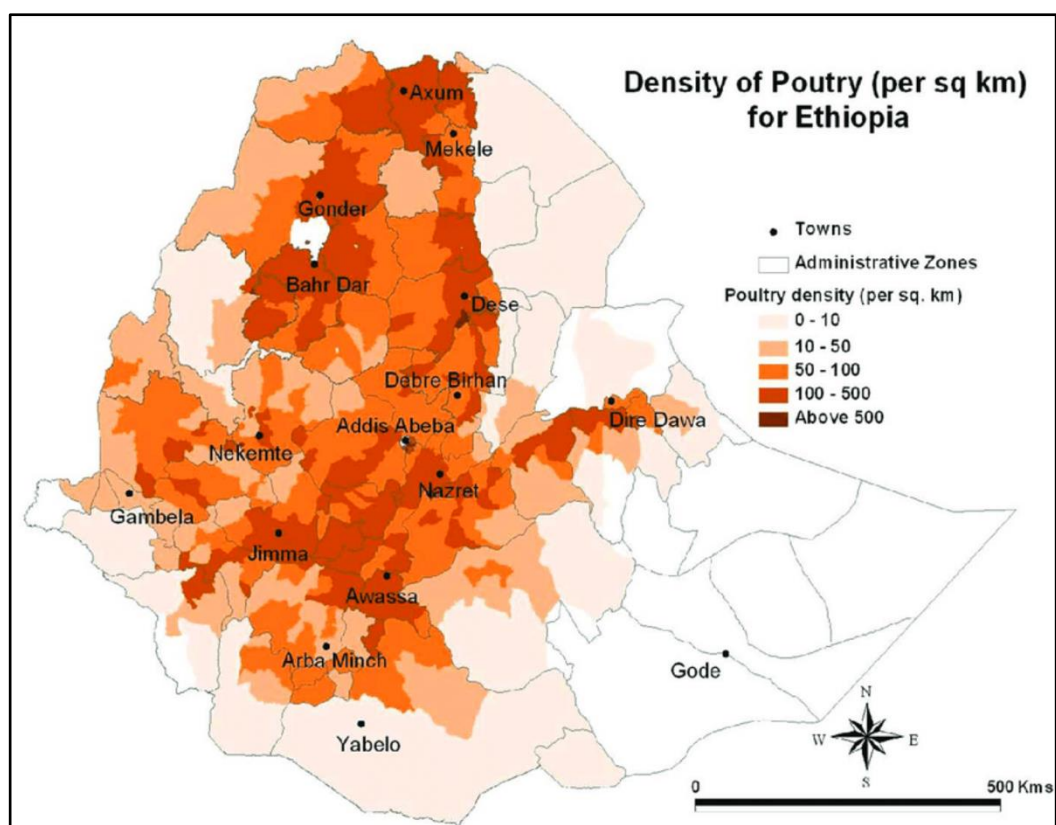 Density of Poutry (per sq km)
for Ethiopia
Axum
Mekele
Gonder
Bahr Dar
Dese
Debre Birhan
Addis Abeba
Dire Dawa
Nekemte
Nazret
Gambela
Jimma
Awassa
Arba Minch
Gode
Yabelo
Towns
Administrative Zones
Poultry density (per sq. km)
0 - 10
10 - 50
50 - 100
100 - 500
Above 500
N
W E
S
0 500 Kms